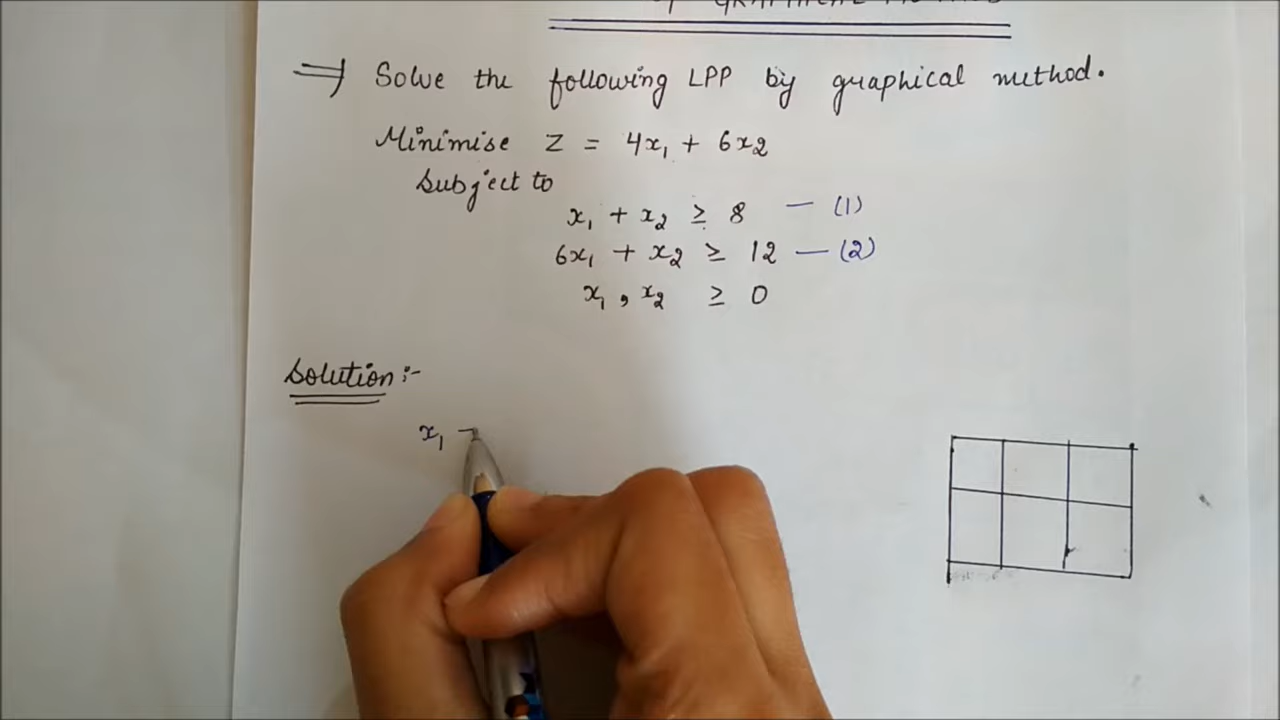 ⇒ Solve the following LPP by graphical method.
Minimise Z = 4x₁ + 6x₂
Subject to
x₁ + x₂ ≥ 8 — (1)
6x₁ + x₂ ≥ 12 — (2)
x₁, x₂ ≥ 0
Solution :-
x₁